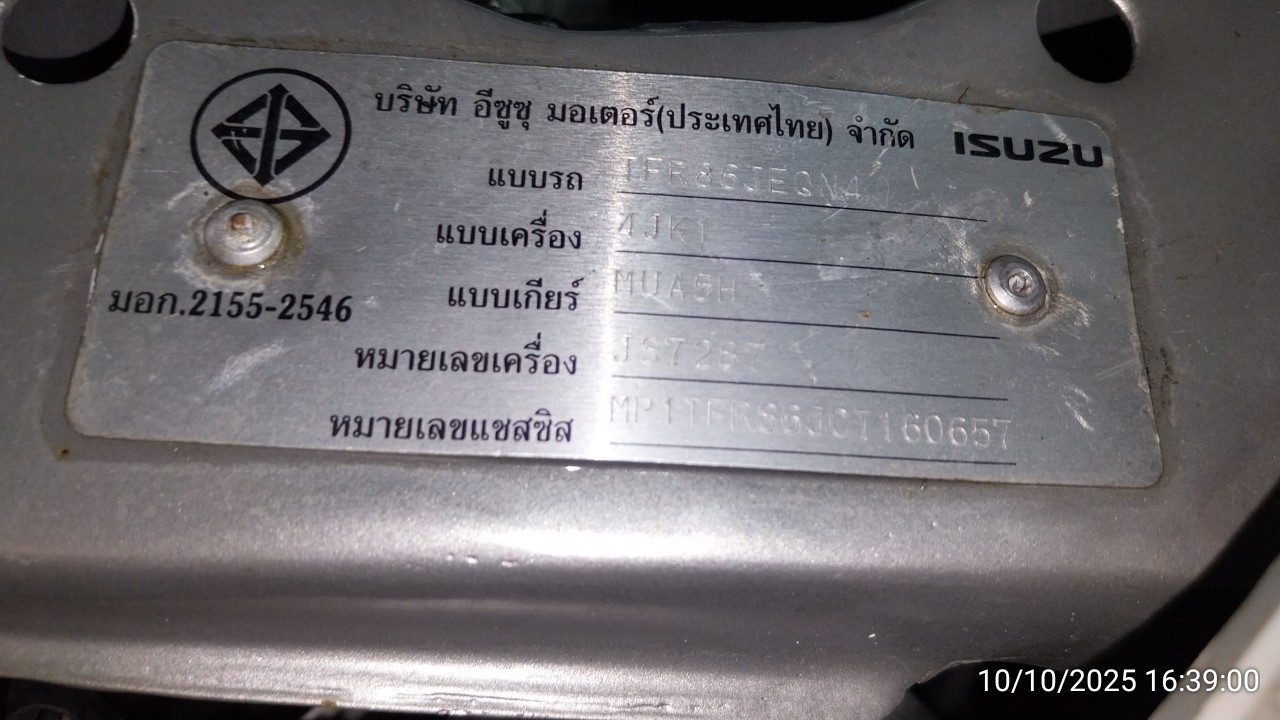 บริษัท อีซูซุ มอเตอร์(ประเทศไทย) จำกัด ISUZU
แบบรถ TFR86JEQN4
แบบเครื่อง 4JK1
แบบเกียร์ MUA5H
มอก.2155-2546
หมายเลขเครื่อง
หมายเลขแชสซิส MP1TFR86JCT160657
10/10/2025 16:39:00